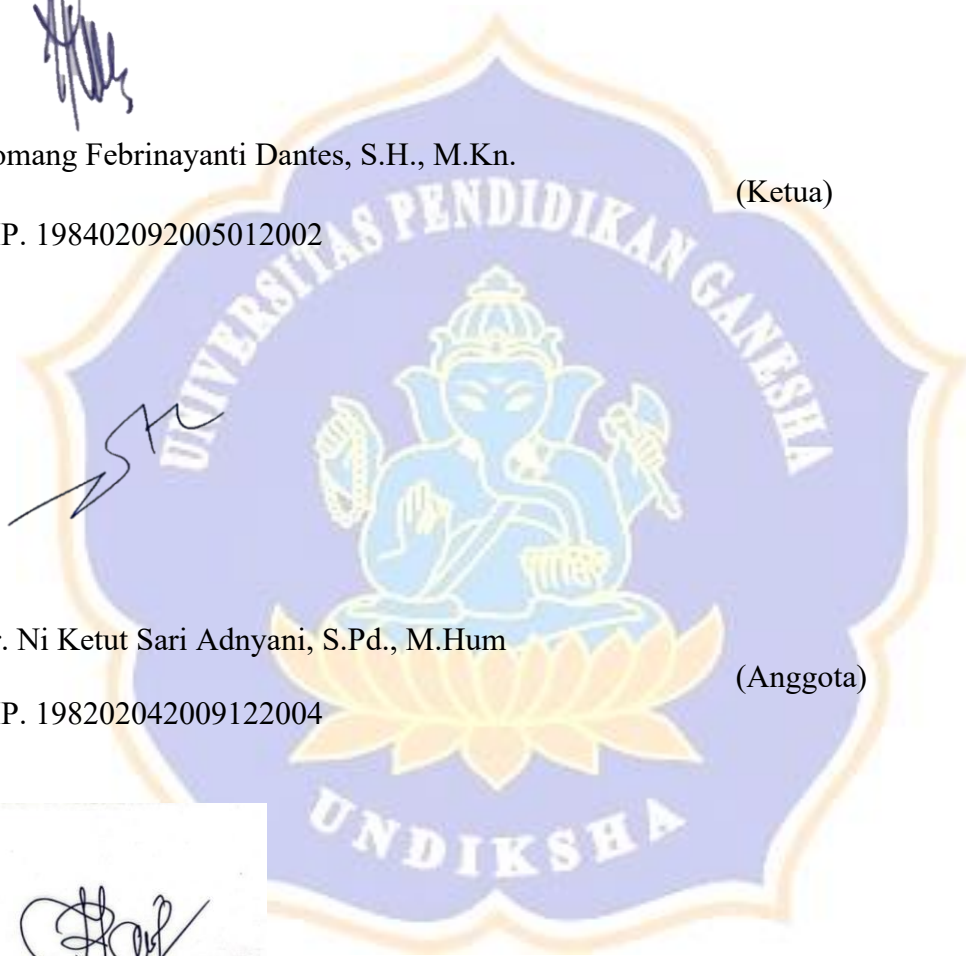 omang Febrinayanti Dantes, S.H., M.Kn.
(Ketua)
P. 198402092005012002
UNIVERSITAS PENDIDIKAN GANESHA
. Ni Ketut Sari Adnyani, S.Pd., M.Hum
(Anggota)
P. 198202042009122004
UNDIKSHA